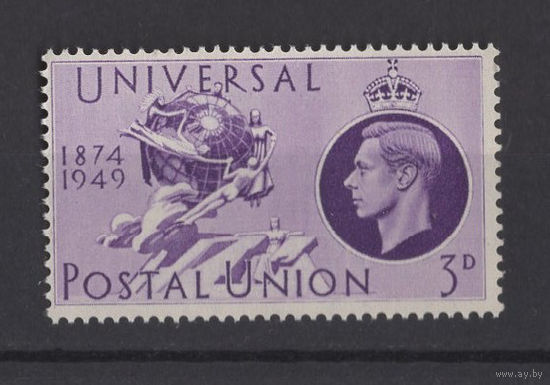 UNIVERSAL
1874
1949
POSTAL UNION 3D
www.ay.by